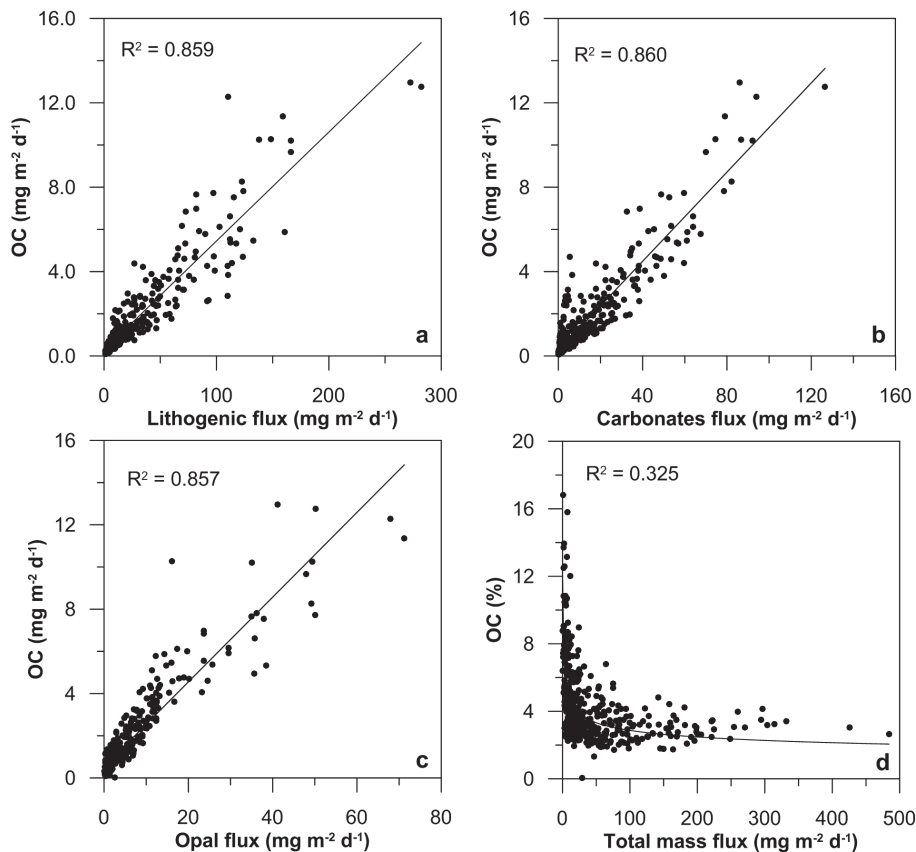 16.0
12.0
8.0
4.0
0.0
OC (mg m-2 d-1)
R2 = 0.859
a
0 100 200 300
Lithogenic flux (mg m-2 d-1)
16
12
8
4
0
OC (mg m-2 d-1)
R2 = 0.860
b
0 40 80 120 160
Carbonates flux (mg m-2 d-1)
16
12
8
4
0
OC (mg m-2 d-1)
R2 = 0.857
c
0 20 40 60 80
Opal flux (mg m-2 d-1)
20
16
12
8
4
0
OC (%)
R2 = 0.325
d
0 100 200 300 400 500
Total mass flux (mg m-2 d-1)